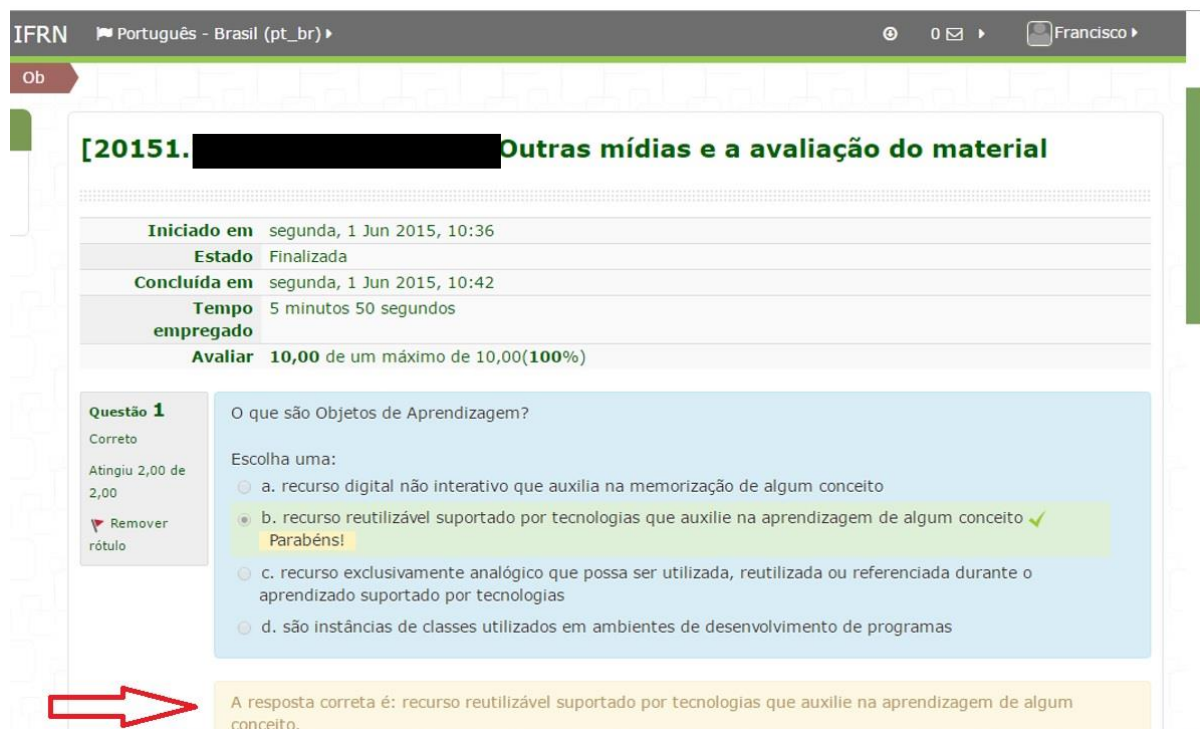 IFRN Português - Brasil (pt_br) 0 Francisco
Ob
[20151. Outras mídias e a avaliação do material
Iniciado em segunda, 1 Jun 2015, 10:36
Estado Finalizada
Concluída em segunda, 1 Jun 2015, 10:42
Tempo 5 minutos 50 segundos
empregado
Avaliar 10,00 de um máximo de 10,00(100%)
Questão 1
Correto
Atingiu 2,00 de
2,00
Remover
rótulo
O que são Objetos de Aprendizagem?
Escolha uma:
a. recurso digital não interativo que auxilia na memorização de algum conceito
b. recurso reutilizável suportado por tecnologias que auxilie na aprendizagem de algum conceito
Parabéns!
c. recurso exclusivamente analógico que possa ser utilizada, reutilizada ou referenciada durante o
aprendizado suportado por tecnologias
d. são instâncias de classes utilizados em ambientes de desenvolvimento de programas
A resposta correta é: recurso reutilizável suportado por tecnologias que auxilie na aprendizagem de algum
conceito.